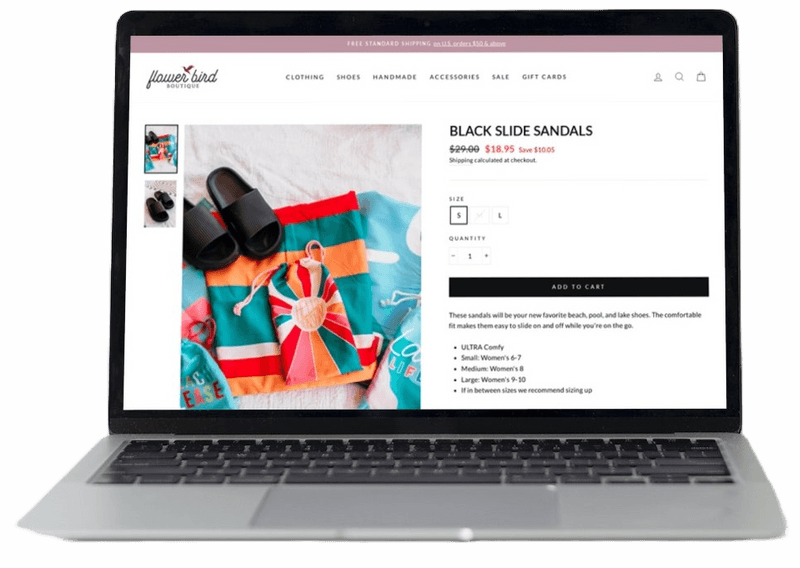 FREE STANDARD SHIPPING on U.S. orders $50 & above
flower bird
BOUTIQUE
CLOTHING SHOES HANDMADE ACCESSORIES SALE GIFT CARDS
BLACK SLIDE SANDALS
$29.00 $18.95 Save $10.05
Shipping calculated at checkout.
SIZE
S L
QUANTITY
− 1 +
ADD TO CART
These sandals will be your new favorite beach, pool, and lake shoes. The comfortable
fit makes them easy to slide on and off while you're on the go.
• ULTRA Comfy
• Small: Women's 6-7
• Medium: Women's 8
• Large: Women's 9-10
• If in between sizes we recommend sizing up
EASE
LIF